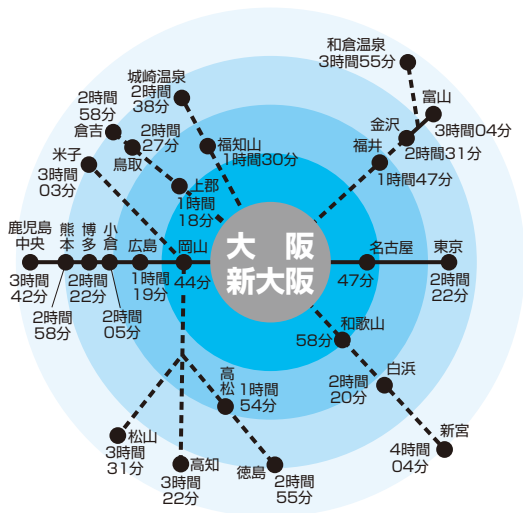 和倉温泉
3時間55分
富山
3時間04分
金沢
2時間31分
福井
1時間47分
城崎温泉
2時間
38分
福知山
1時間30分
2時間
58分
倉吉
2時間
27分
鳥取
上郡
1時間
18分
米子
3時間
03分
大阪
新大阪
鹿児島
中央
3時間
42分
熊本
2時間
58分
博多
2時間
22分
小倉
2時間
05分
広島
1時間
19分
岡山
44分
名古屋
47分
東京
2時間
22分
和歌山
58分
白浜
2時間
20分
新宮
4時間
04分
高松
1時間
54分
徳島
2時間
55分
高知
3時間
22分
松山
3時間
31分